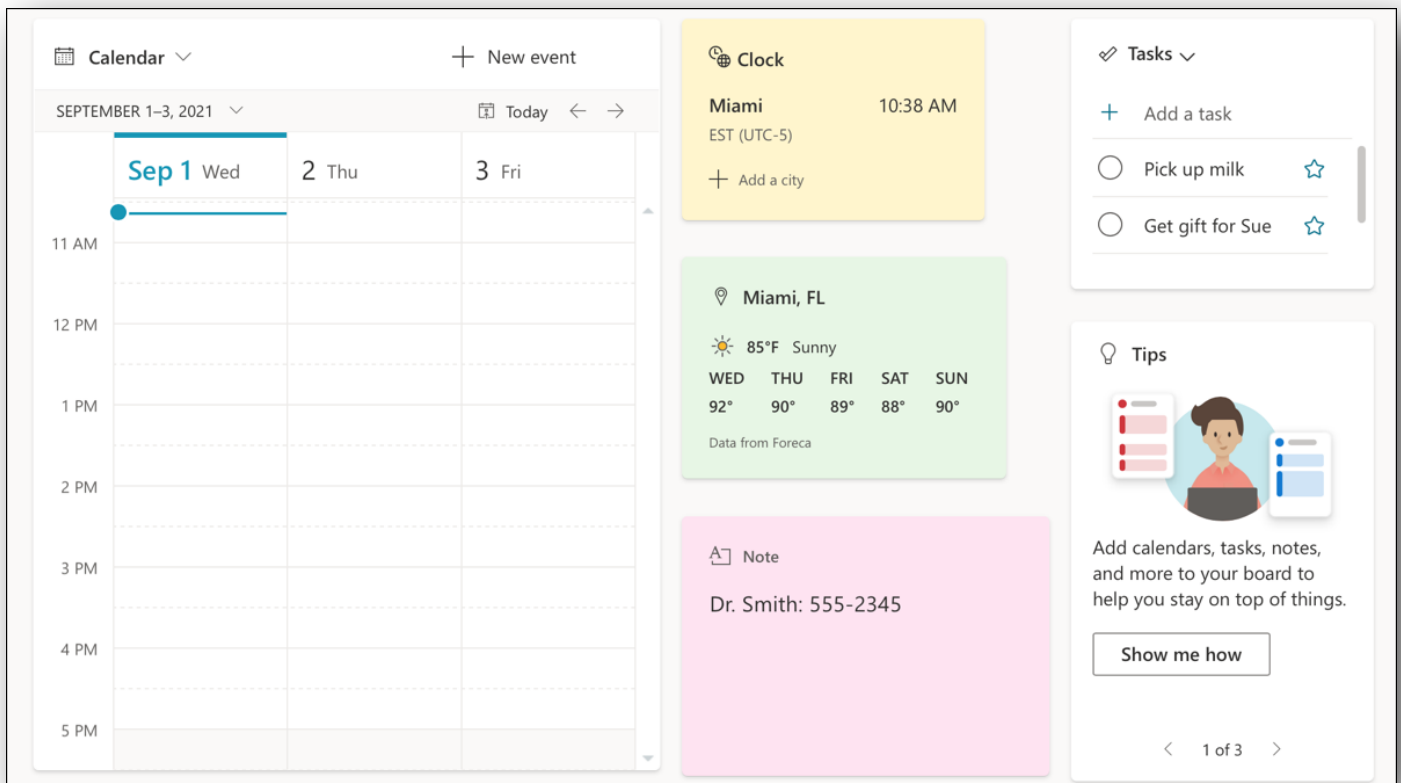 Calendar
New event
SEPTEMBER 1–3, 2021
Today
Sep 1 Wed
2 Thu
3 Fri
11 AM
12 PM
1 PM
2 PM
3 PM
4 PM
5 PM
Clock
Miami 10:38 AM
EST (UTC-5)
Add a city
Miami, FL
85°F Sunny
WED THU FRI SAT SUN
92° 90° 89° 88° 90°
Data from Foreca
Note
Dr. Smith: 555-2345
Tasks
Add a task
Pick up milk
Get gift for Sue
Tips
Add calendars, tasks, notes,
and more to your board to
help you stay on top of things.
Show me how
1 of 3